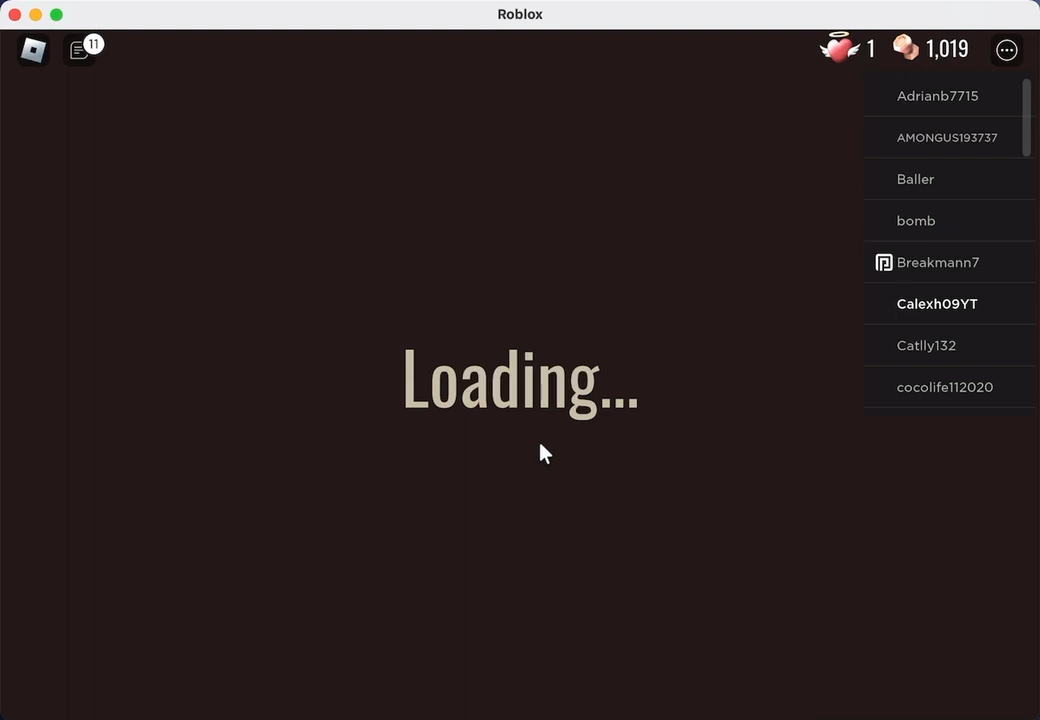 Roblox
11
1
1,019
Adrianb7715
AMONGUS193737
Baller
bomb
Breakmann7
Calexh09YT
Catlly132
cocolife112020
Loading...